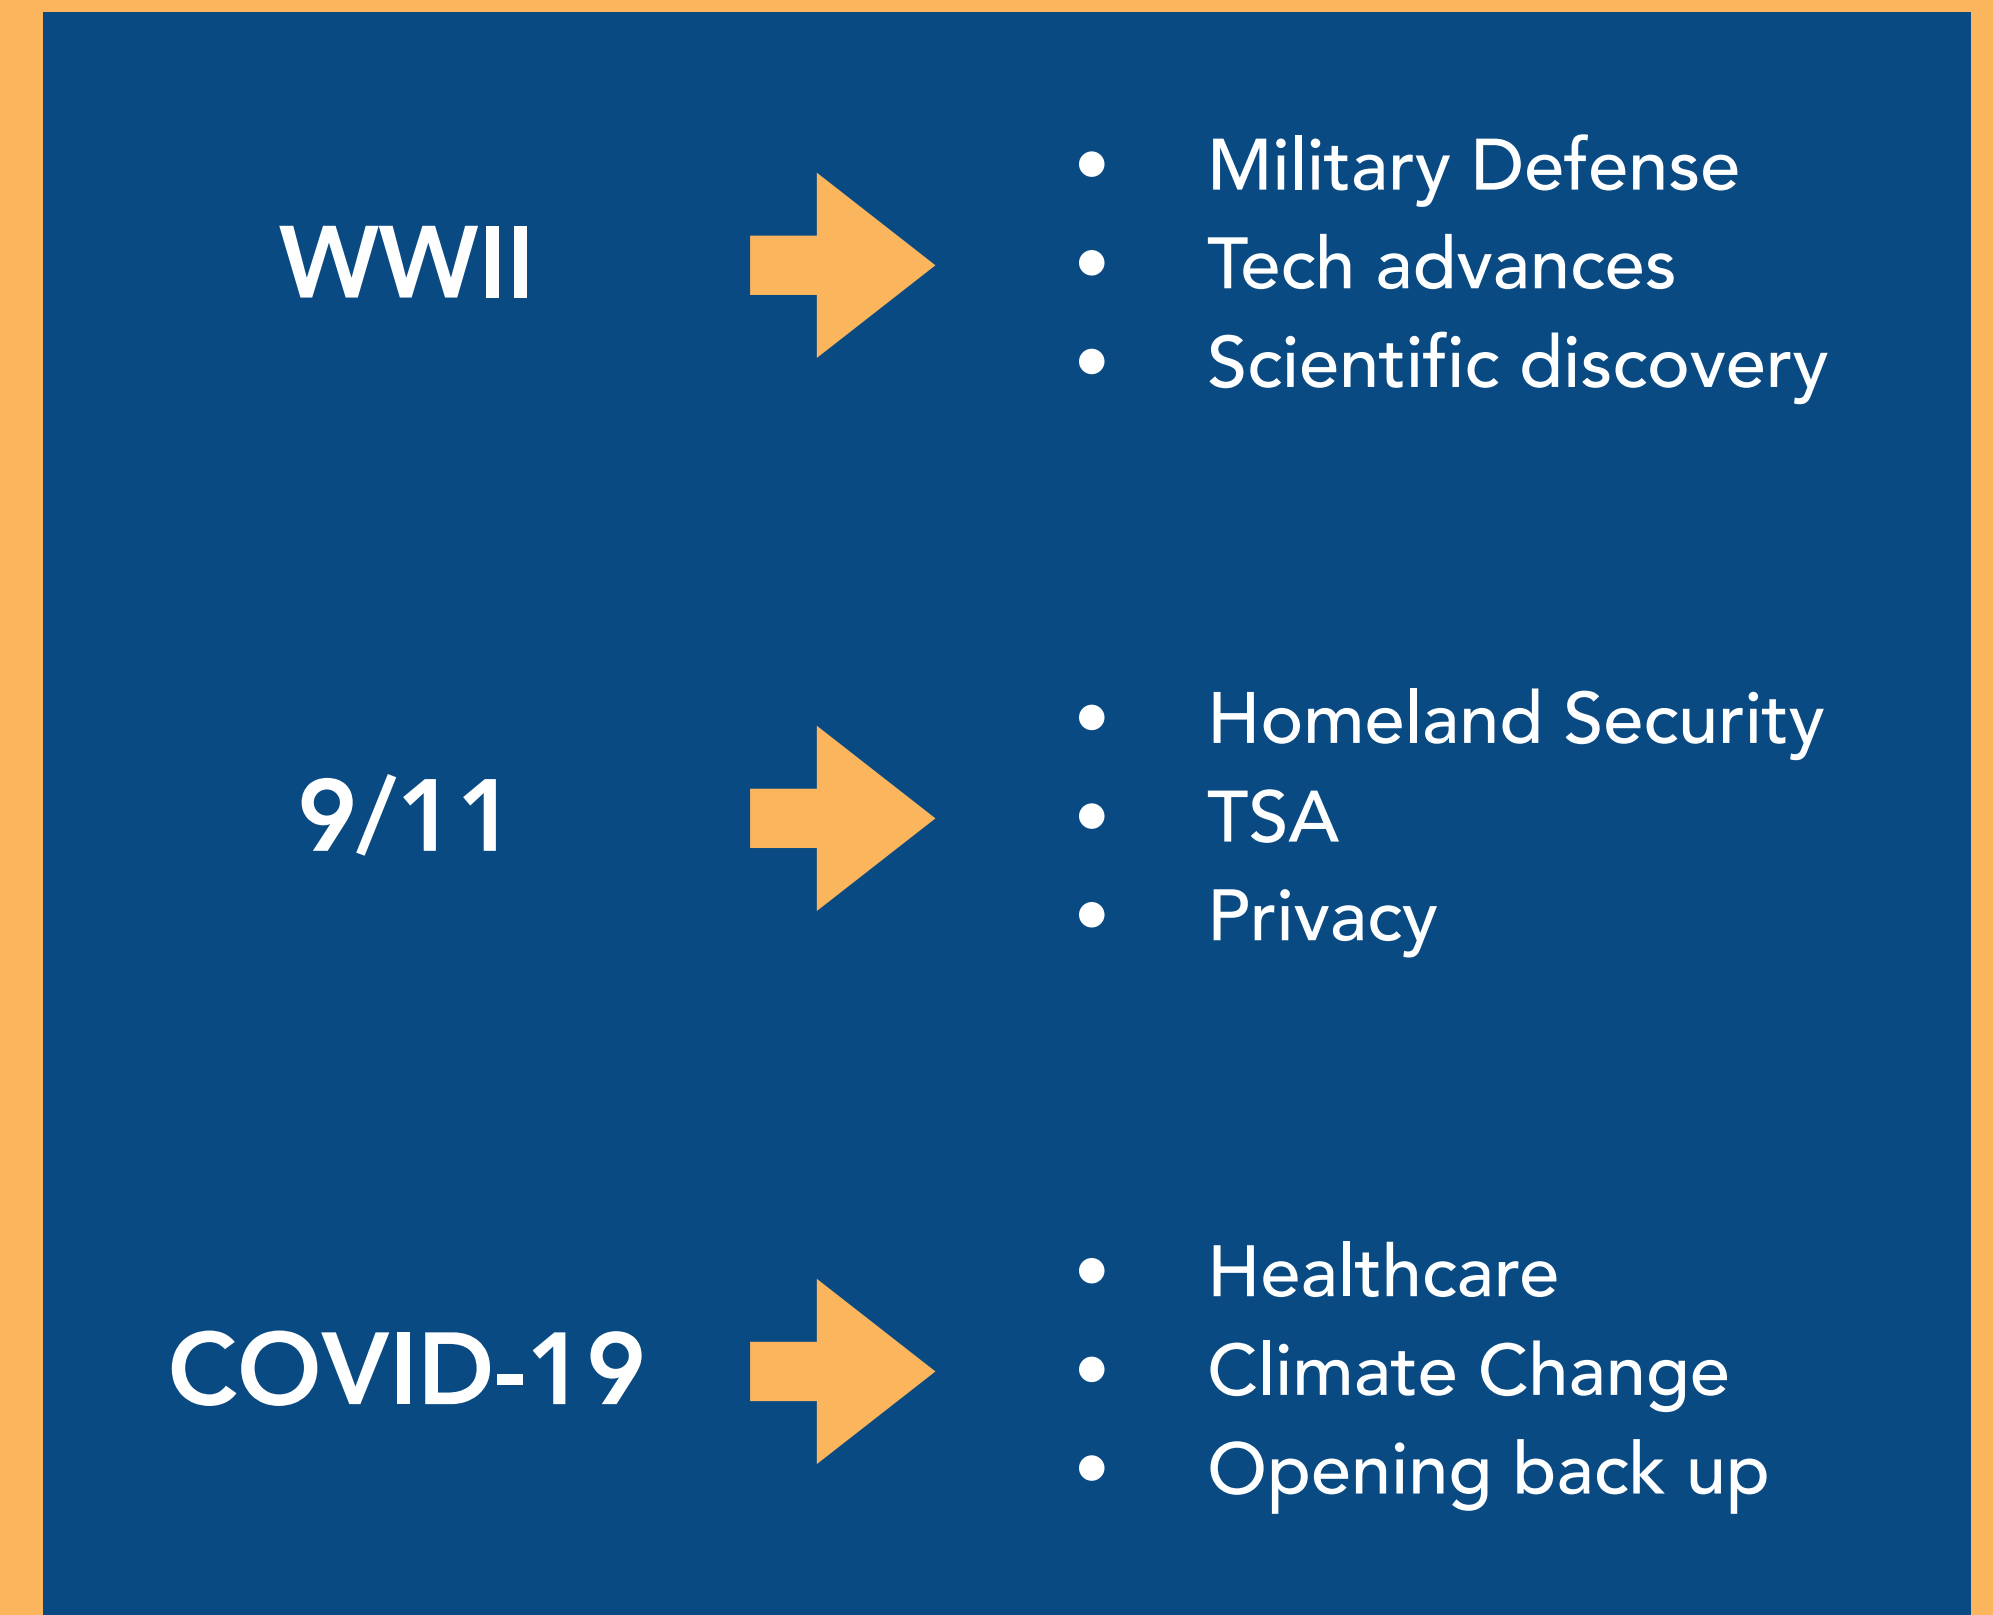 WWII
• Military Defense
• Tech advances
• Scientific discovery
9/11
• Homeland Security
• TSA
• Privacy
COVID-19
• Healthcare
• Climate Change
• Opening back up